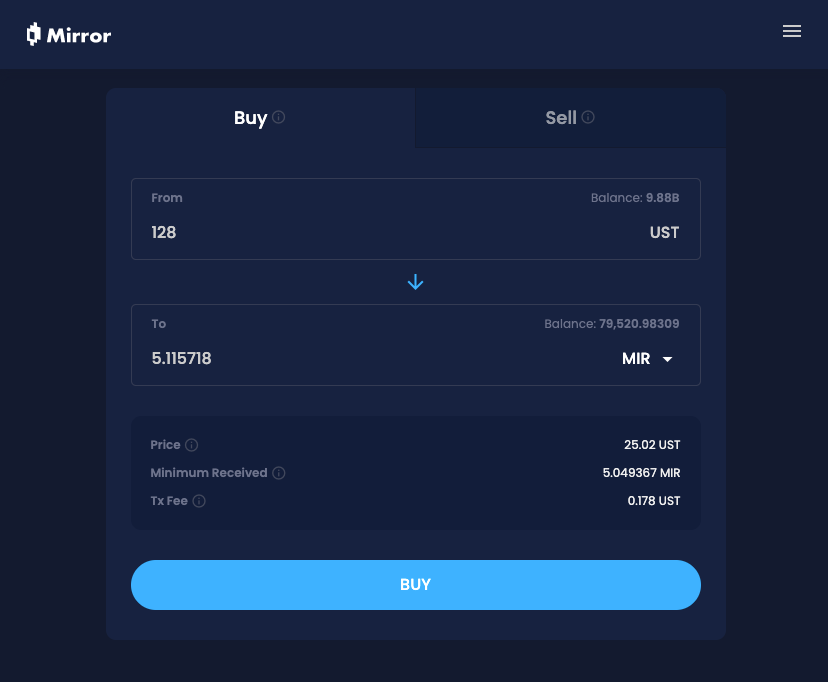 Mirror
Buy
Sell
From
Balance: 9.88B
128
UST
To
Balance: 79,520.98309
5.115718
MIR
Price
25.02 UST
Minimum Received
5.049367 MIR
Tx Fee
0.178 UST
BUY